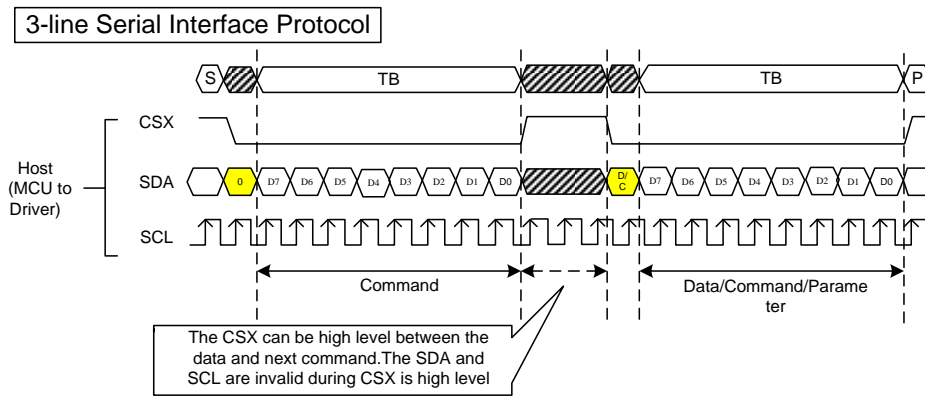 3-line Serial Interface Protocol
S TB TB P
CSX
Host
(MCU to
Driver)
SDA 0 D7 D6 D5 D4 D3 D2 D1 D0 D/
C D7 D6 D5 D4 D3 D2 D1 D0
SCL
Command
Data/Command/Parame
ter
The CSX can be high level between the
data and next command.The SDA and
SCL are invalid during CSX is high level